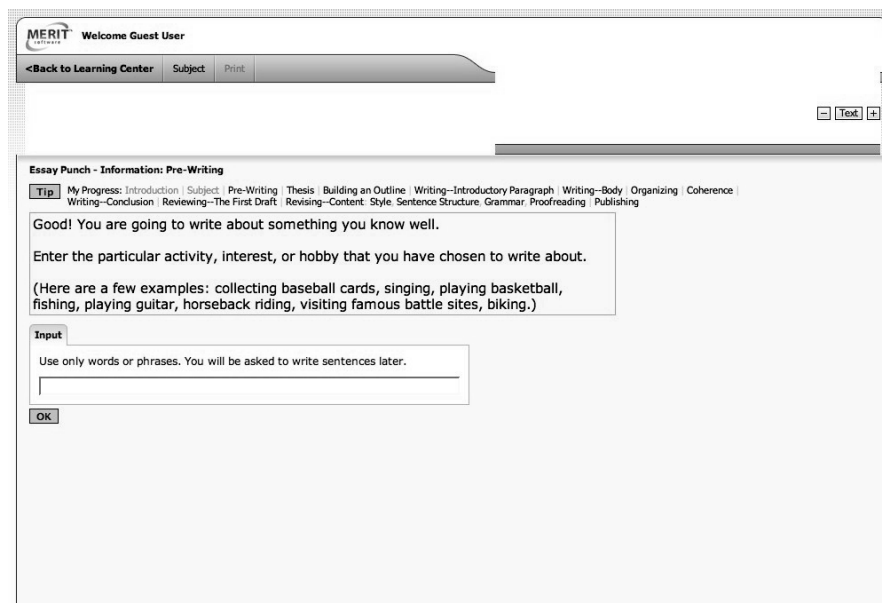 MERIT
software
Welcome Guest User
<Back to Learning Center Subject Print
- Text +
Essay Punch - Information: Pre-Writing
Tip My Progress: Introduction | Subject | Pre-Writing | Thesis | Building an Outline | Writing--Introductory Paragraph | Writing--Body | Organizing | Coherence |
Writing--Conclusion | Reviewing--The First Draft | Revising--Content: Style, Sentence Structure, Grammar, Proofreading | Publishing
Good! You are going to write about something you know well.
Enter the particular activity, interest, or hobby that you have chosen to write about.
(Here are a few examples: collecting baseball cards, singing, playing basketball,
fishing, playing guitar, horseback riding, visiting famous battle sites, biking.)
Input
Use only words or phrases. You will be asked to write sentences later.
OK